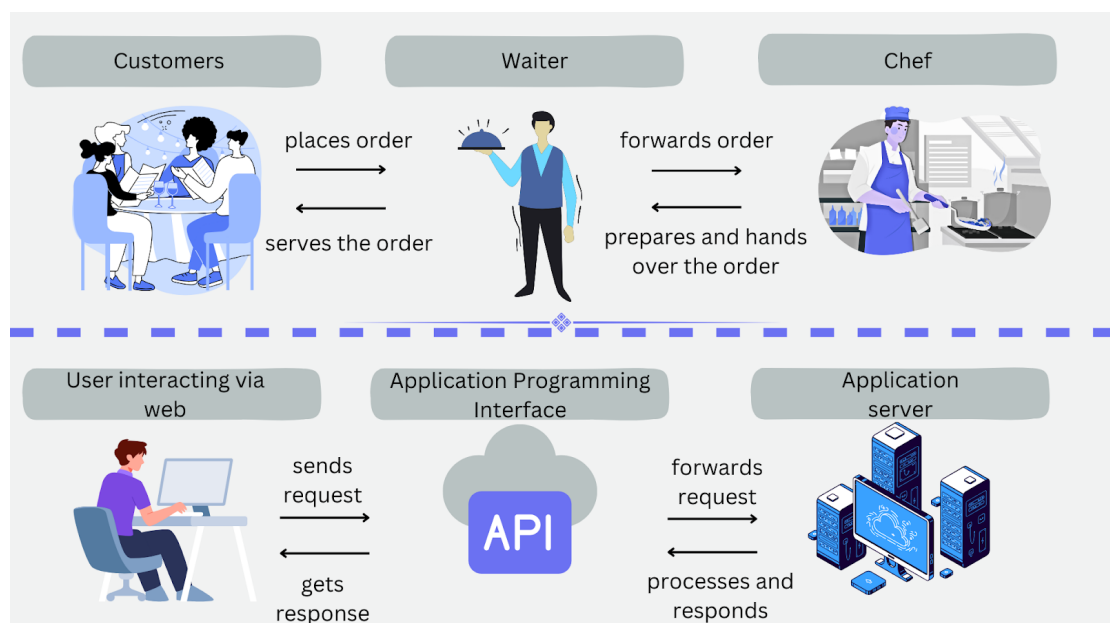 Customers
Waiter
Chef
places order
forwards order
serves the order
prepares and hands
over the order
User interacting via
web
Application Programming
Interface
Application
server
sends
request
API
forwards
request
gets
response
processes and
responds